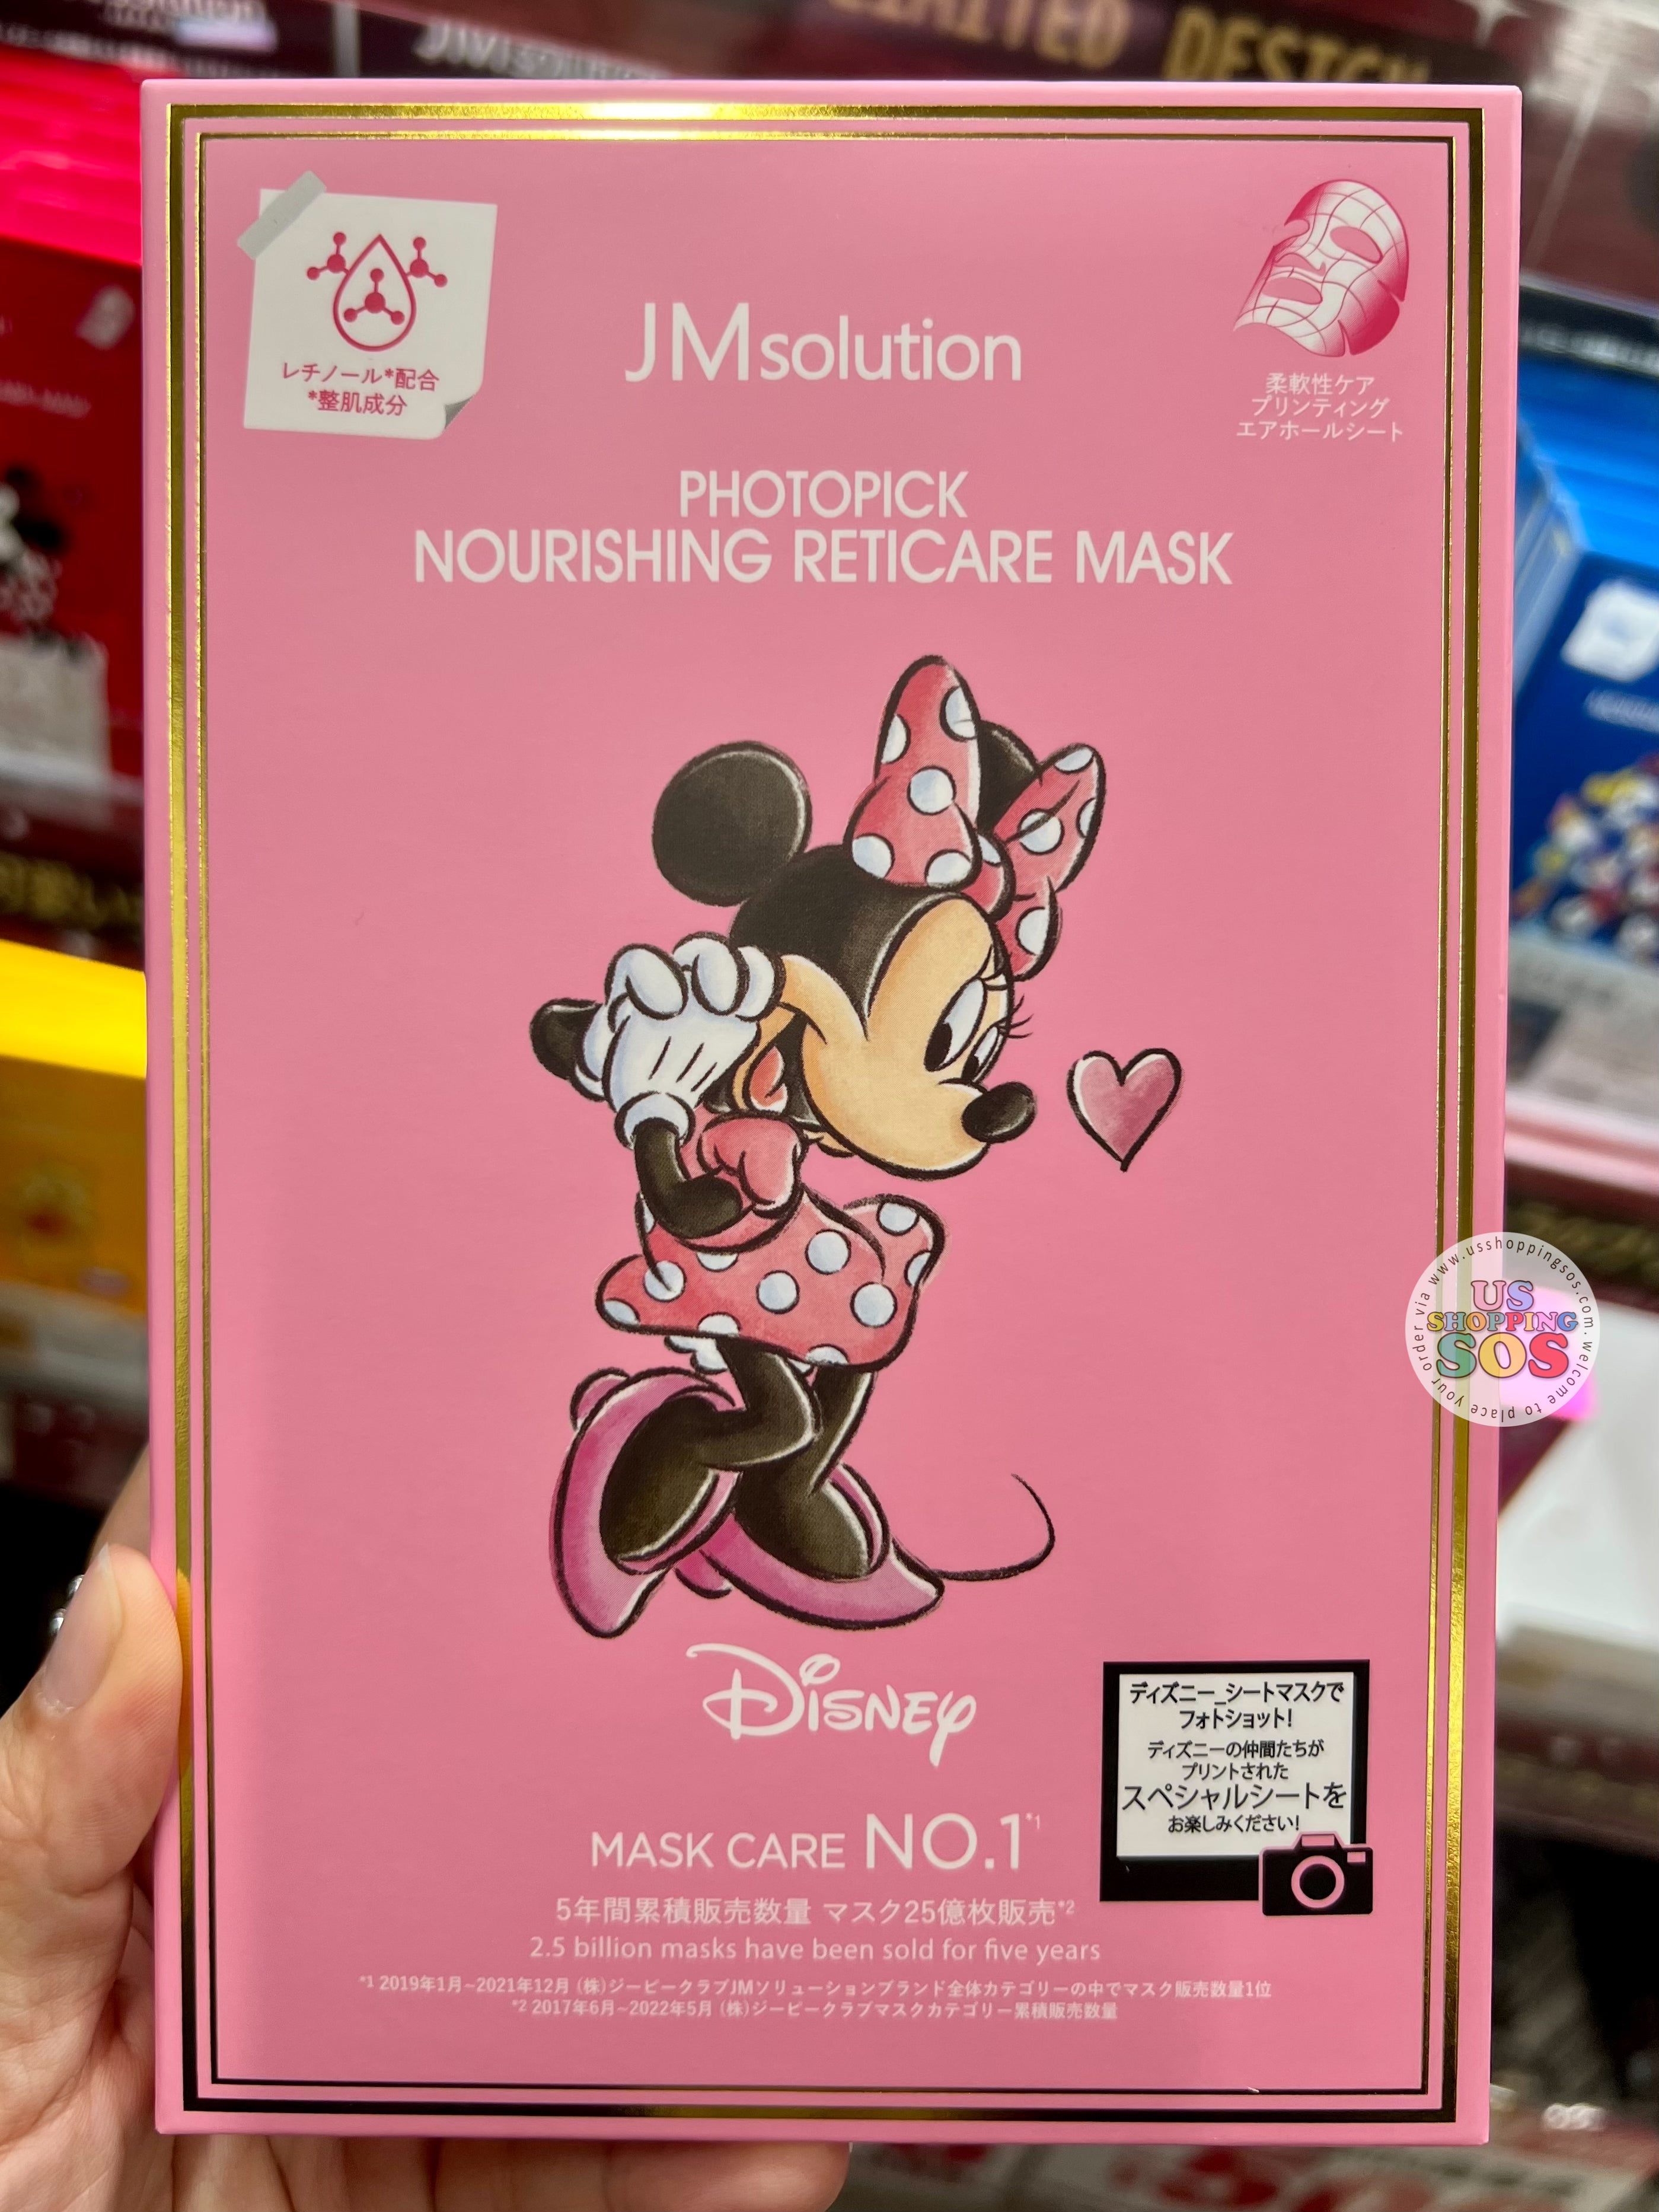 LIMITED DESIGN
JMsolution
レチノール*配合
*整肌成分
JMsolution
柔軟性ケア
プリンティング
エアホールシート
PHOTOPICK
NOURISHING RETICARE MASK
Disney
ディズニー_シートマスクで
フォトショット!
ディズニーの仲間たちが
プリントされた
スペシャルシートを
お楽しみください!
MASK CARE NO.1*1
5年間累積販売数量 マスク25億枚販売*2
2.5 billion masks have been sold for five years
*1 2019年1月~2021年12月 (株)ジーピークラブJMソリューションブランド全体カテゴリーの中でマスク販売数量1位
*2 2017年6月~2022年5月 (株)ジーピークラブマスクカテゴリー累積販売数量
US
SHOPPING
SOS
www.usshoppingsos.com. welcome to place your order via